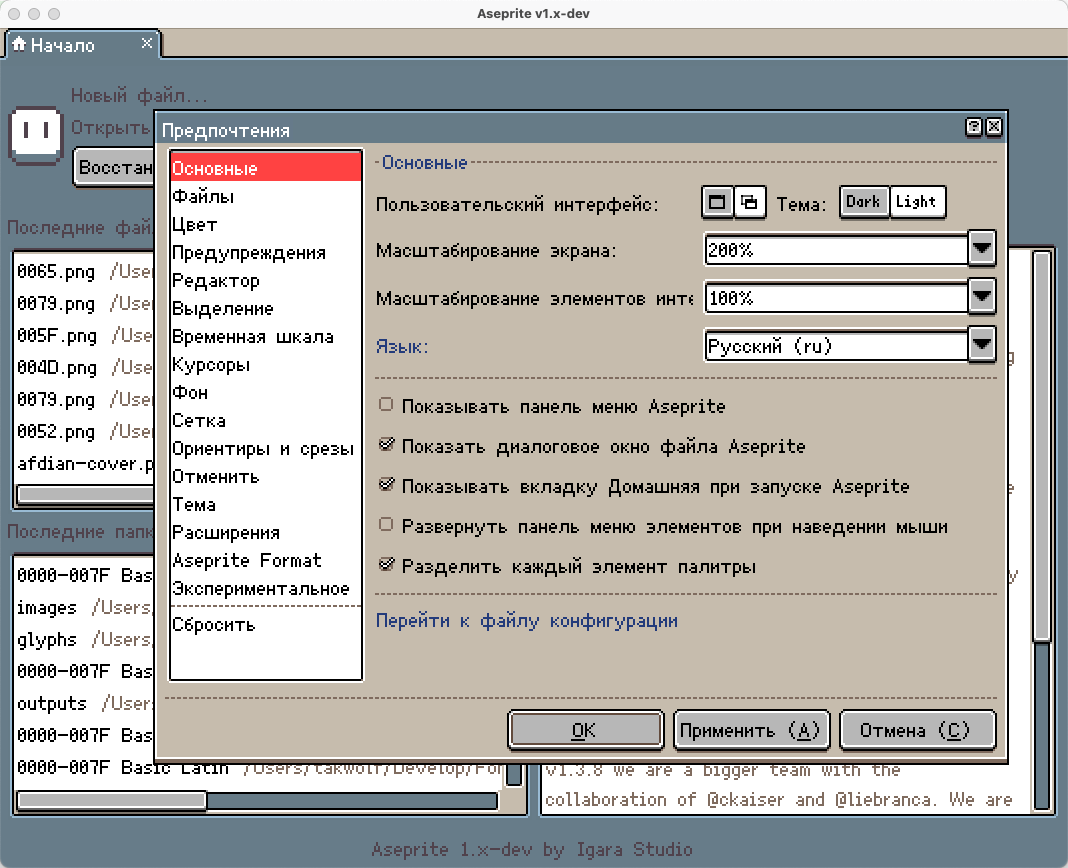 Aseprite v1.x-dev
Начало
Новый файл...
Открыть
Восстан
Последние фай
0065.png /User
0079.png /User
005F.png /User
004D.png /User
0079.png /User
0052.png /User
afdian-cover.p
Последние папк
0000-007F Bas
images /Users/
glyphs /Users/
0000-007F Bas
outputs /User
0000-007F Bas
0000-007F Basic Latin /Users/takwolf/Develop/For
Предпочтения
Основные
Файлы
Цвет
Предупреждения
Редактор
Выделение
Временная шкала
Курсоры
Фон
Сетка
Ориентиры и срезы
Отменить
Тема
Расширения
Aseprite Format
Экспериментальное
Сбросить
Основные
Пользовательский интерфейс: Тема: Dark Light
Масштабирование экрана: 200%
Масштабирование элементов инте 100%
Язык: Русский (ru)
Показывать панель меню Aseprite
Показать диалоговое окно файла Aseprite
Показывать вкладку Домашняя при запуске Aseprite
Развернуть панель меню элементов при наведении мыши
Разделить каждый элемент палитры
Перейти к файлу конфигурации
OK Применить (A) Отмена (C)
v1.3.8 we are a bigger team with the
collaboration of @ckaiser and @liebranca. We are
Aseprite 1.x-dev by Igara Studio